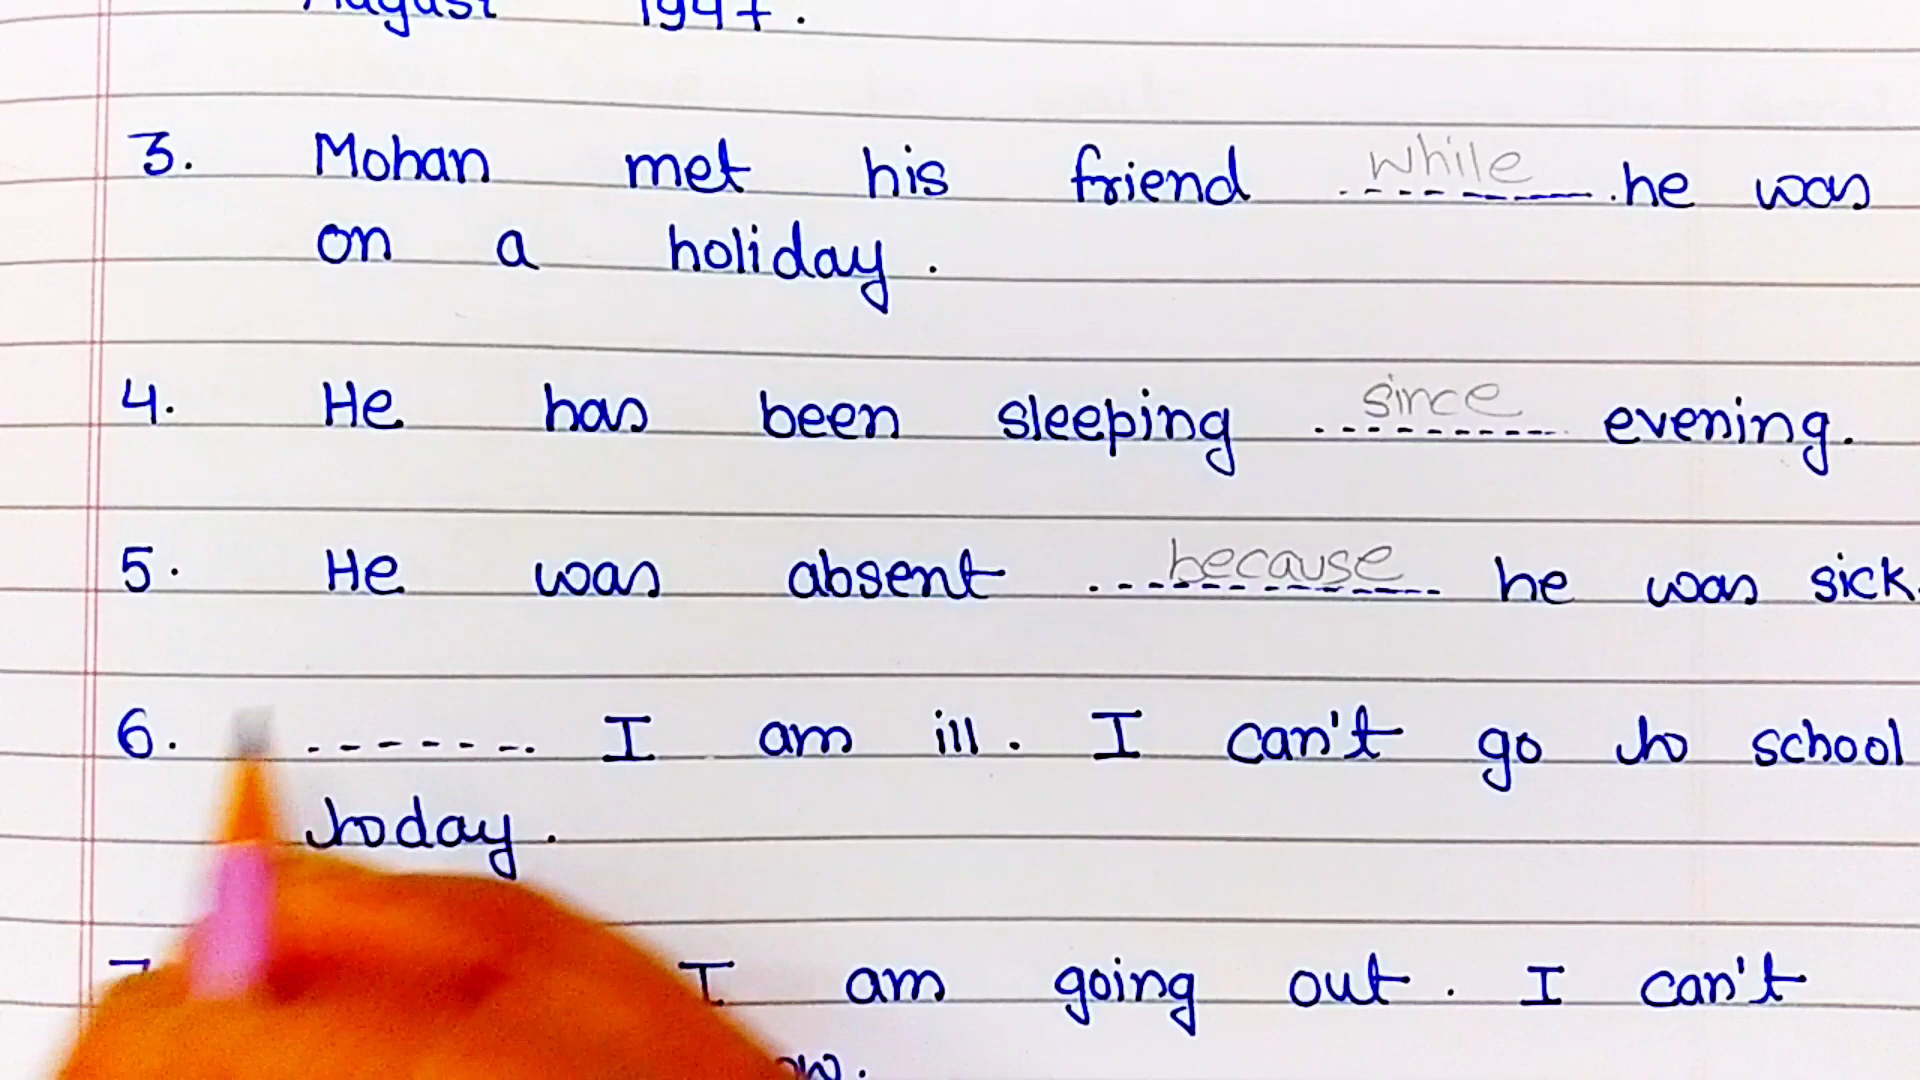 August 1947.
3. Mohan met his friend while he was
on a holiday.
4. He has been sleeping since evening.
5. He was absent because he was sick.
6. ------- I am ill. I can't go to school
today.
I am going out. I can't